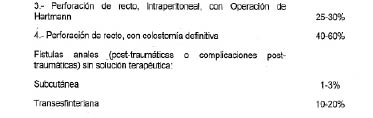 3.- Perforación de recto, Intraperitoneal, con Operación de
Hartmann 25-30%
4.- Perforación de recto, con colostomía definitiva 40-60%
Fístulas anales (post-traumáticas o complicaciones post-
traumáticas) sin solución terapéutica:
Subcutánea 1-3%
Transesfinteriana 10-20%